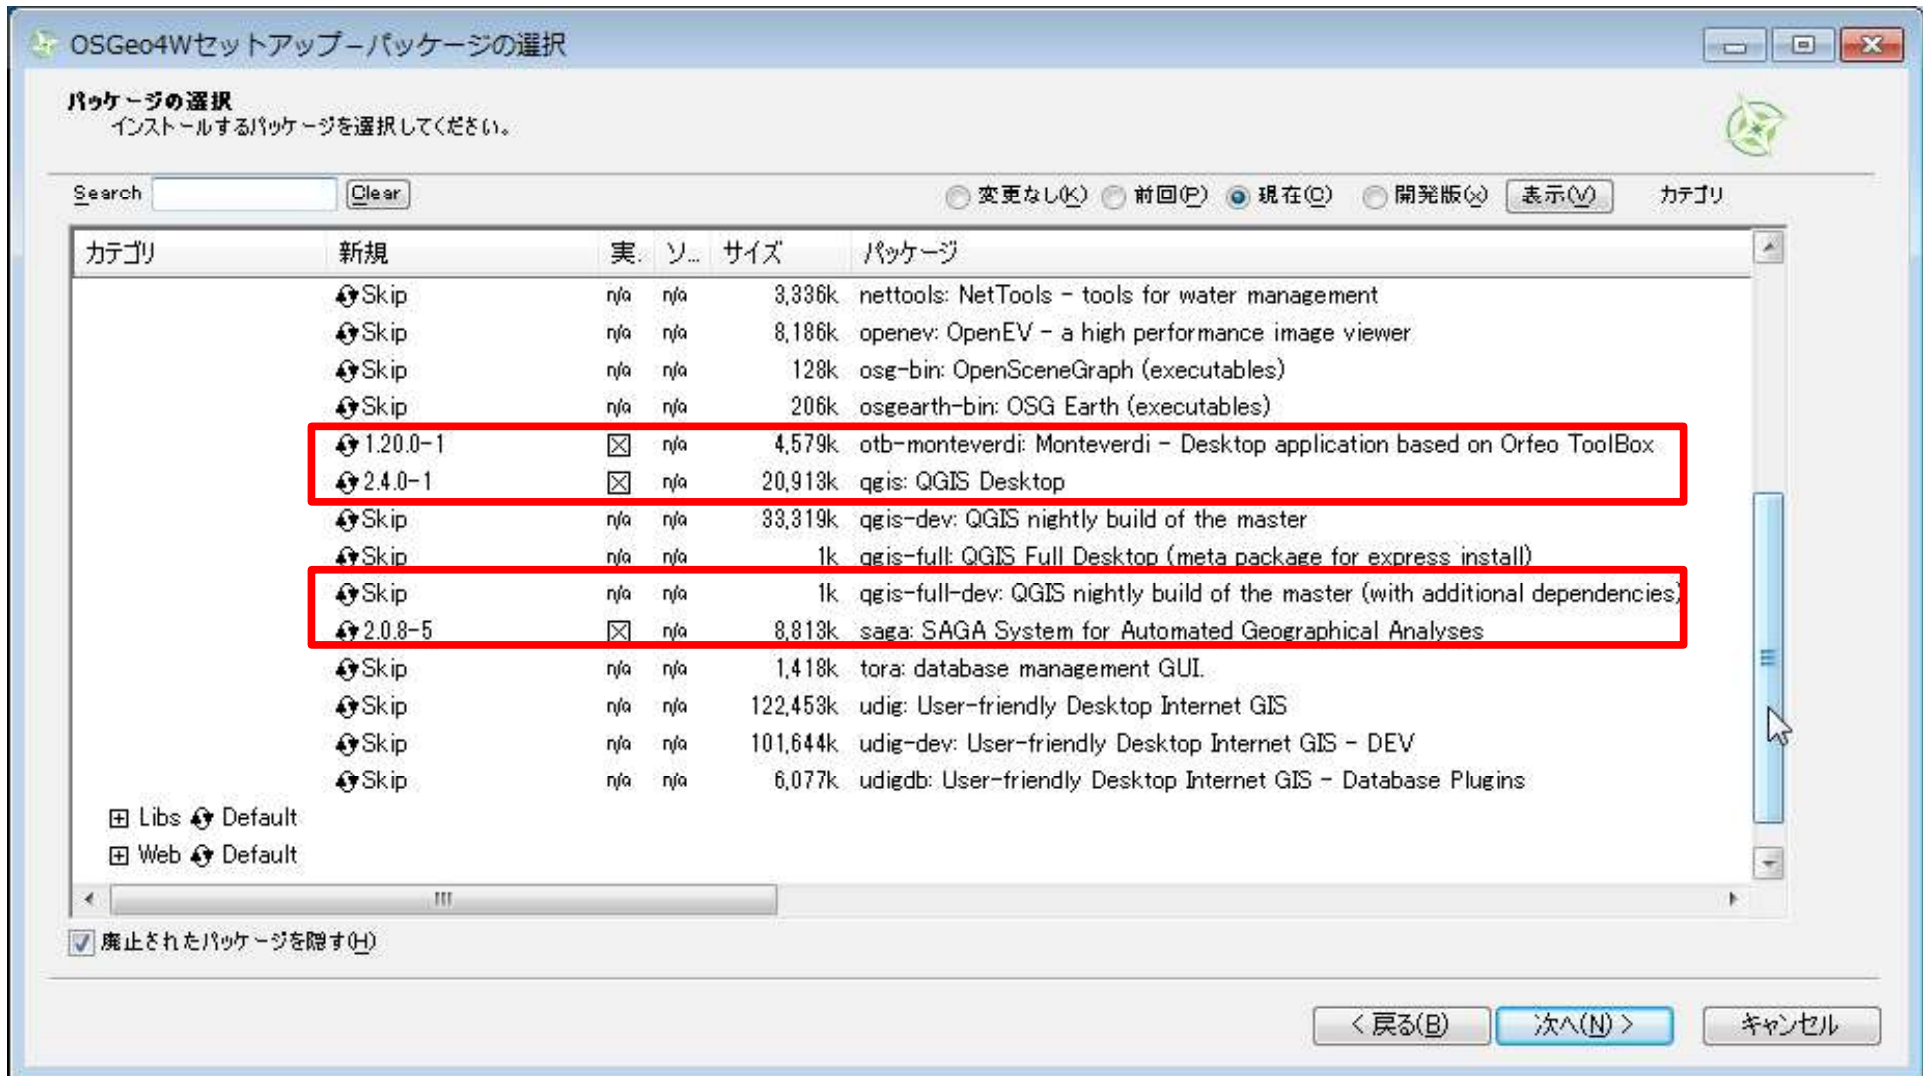 OSGeo4Wセットアップ－パッケージの選択
パッケージの選択
インストールするパッケージを選択してください。
Search Clear 変更なし(K) 前回(P) 現在(C) 開発版(x) 表示(V) カテゴリ
カテゴリ 新規 実. ソ... サイズ パッケージ
Skip n/a n/a 3,336k nettools: NetTools - tools for water management
Skip n/a n/a 8,186k openev: OpenEV - a high performance image viewer
Skip n/a n/a 128k osg-bin: OpenSceneGraph (executables)
Skip n/a n/a 206k osgearth-bin: OSG Earth (executables)
1.20.0-1 n/a 4,579k otb-monteverdi: Monteverdi - Desktop application based on Orfeo ToolBox
2.4.0-1 n/a 20,913k qgis: QGIS Desktop
Skip n/a n/a 33,319k qgis-dev: QGIS nightly build of the master
Skip n/a n/a 1k qgis-full: QGIS Full Desktop (meta package for express install)
Skip n/a n/a 1k qgis-full-dev: QGIS nightly build of the master (with additional dependencies)
2.0.8-5 n/a 8,813k saga: SAGA System for Automated Geographical Analyses
Skip n/a n/a 1,418k tora: database management GUI.
Skip n/a n/a 122,453k udig: User-friendly Desktop Internet GIS
Skip n/a n/a 101,644k udig-dev: User-friendly Desktop Internet GIS - DEV
Skip n/a n/a 6,077k udigdb: User-friendly Desktop Internet GIS - Database Plugins
Libs Default
Web Default
廃止されたパッケージを隠す(H)
< 戻る(B) 次へ(N) > キャンセル